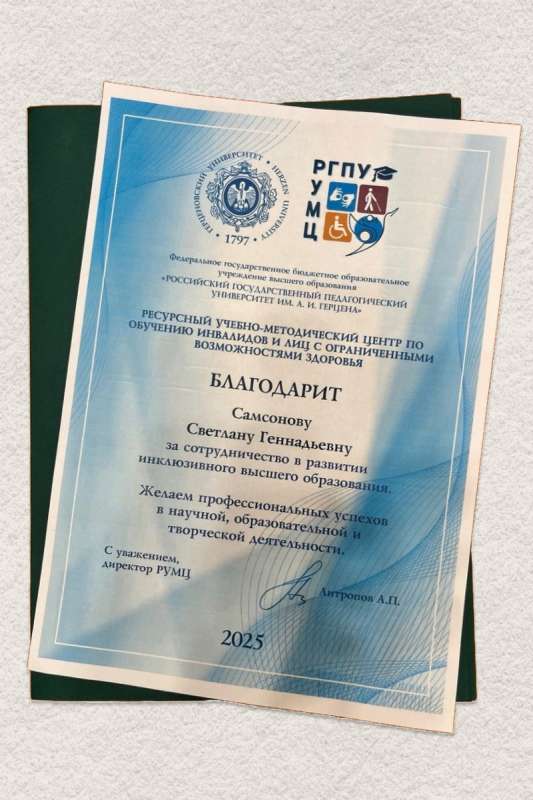 ГЕРЦЕНОВСКИЙ УНИВЕРСИТЕТ • HERZEN UNIVERSITY
• 1797 •
РГПУ
РУМЦ
Федеральное государственное бюджетное образовательное
учреждение высшего образования
«РОССИЙСКИЙ ГОСУДАРСТВЕННЫЙ ПЕДАГОГИЧЕСКИЙ
УНИВЕРСИТЕТ ИМ. А. И. ГЕРЦЕНА»
РЕСУРСНЫЙ УЧЕБНО-МЕТОДИЧЕСКИЙ ЦЕНТР ПО
ОБУЧЕНИЮ ИНВАЛИДОВ И ЛИЦ С ОГРАНИЧЕННЫМИ
ВОЗМОЖНОСТЯМИ ЗДОРОВЬЯ
БЛАГОДАРИТ
Самсонову
Светлану Геннадьевну
за сотрудничество в развитии
инклюзивного высшего образования.
Желаем профессиональных успехов
в научной, образовательной и
творческой деятельности.
С уважением,
директор РУМЦ
Антропов А.П.
2025